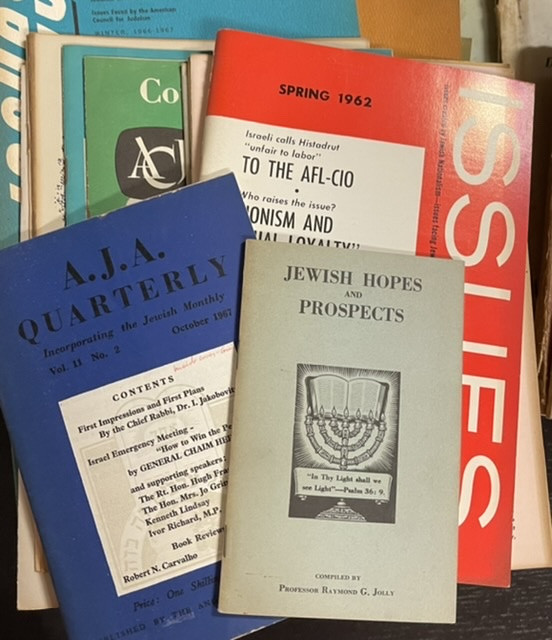 Issues Faced by the American
Council for Judaism
WINTER, 1966-1967
Co
AC
SPRING 1962
ISSUES
Israeli calls Histadrut
"unfair to labor"
TO THE AFL-CIO
•
Who raises the issue?
IONISM AND
LOYALTY"
A.J.A.
QUARTERLY
Incorporating the Jewish Monthly
Vol. 11 No. 2 October 1967
CONTENTS
First Impressions and First Plans
By the Chief Rabbi, Dr. I. Jakobovi
Israel Emergency Meeting -
"How to Win the Pe
by GENERAL CHAIM HE
and supporting speakers:
The Rt. Hon. Hugh Fra
The Hon. Mrs. Jo Gri
Kenneth Lindsay
Ivor Richard, M.P.
Book Review
Robert N. Carvalho
Price: One Shilling
LISHED BY THE AN
JEWISH HOPES
AND
PROSPECTS
"In Thy Light shall we
see Light"—Psalm 36: 9.
COMPILED BY
PROFESSOR RAYMOND G. JOLLY